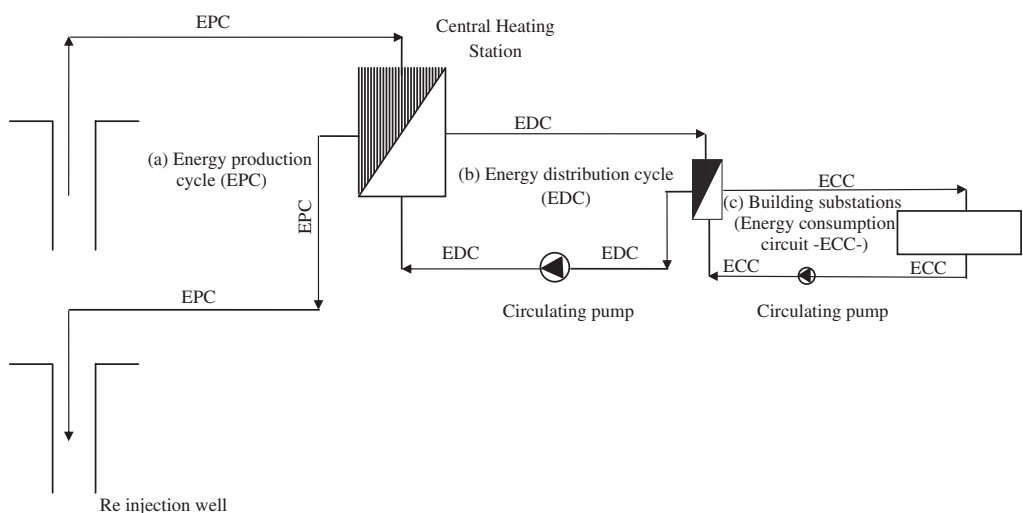 EPC
Central Heating
Station
EDC
(a) Energy production
cycle (EPC)
(b) Energy distribution cycle
(EDC)
ECC
(c) Building substations
(Energy consumption
circuit -ECC-)
EPC
EDC
EDC
ECC
ECC
EPC
Circulating pump
Circulating pump
Re injection well